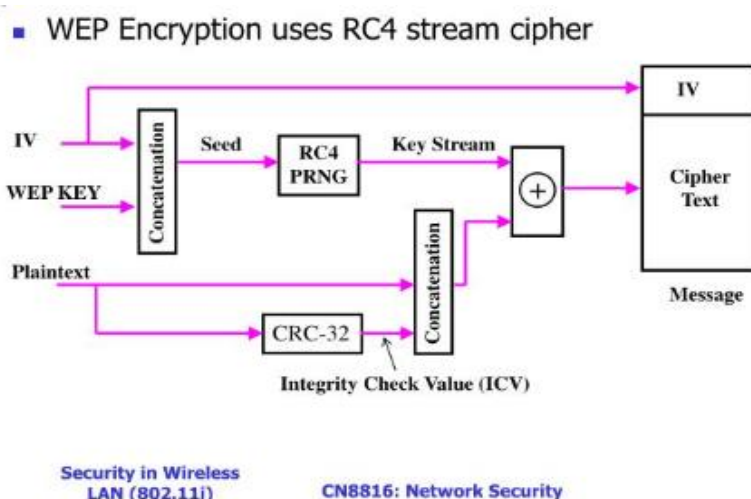 ▪ WEP Encryption uses RC4 stream cipher
IV
IV
Seed
RC4
PRNG
Key Stream
WEP KEY
Concatenation
+
Cipher
Text
Plaintext
Concatenation
Message
CRC-32
Integrity Check Value (ICV)
Security in Wireless
LAN (802.11i)
CN8816: Network Security